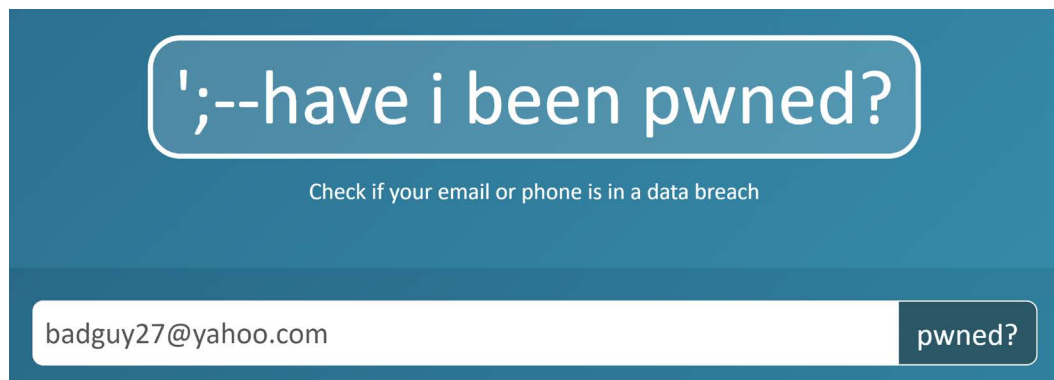 ';--have i been pwned?
Check if your email or phone is in a data breach
badguy27@yahoo.com pwned?